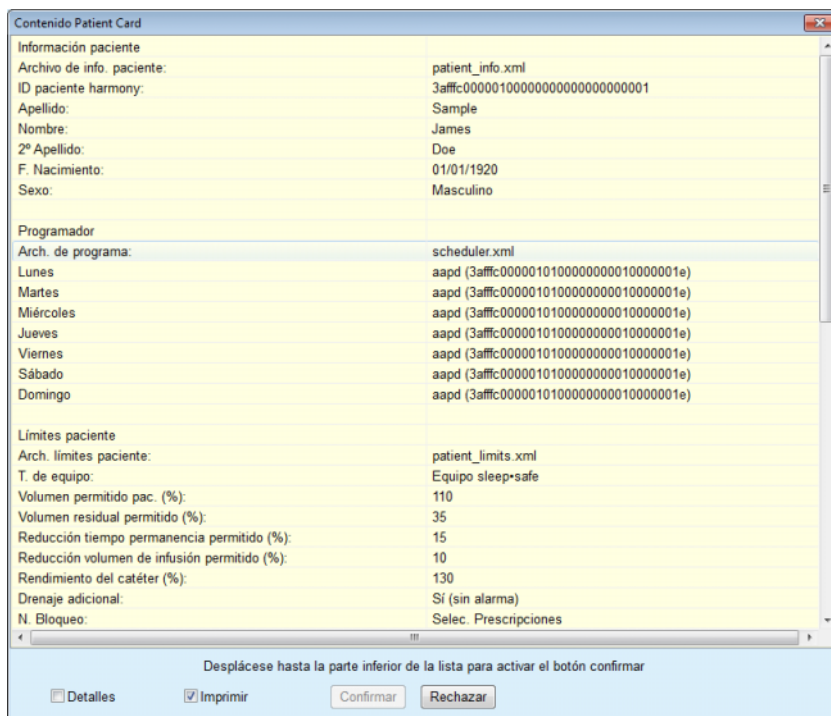 Contenido Patient Card
Información paciente
Archivo de info. paciente: patient_info.xml
ID paciente harmony: 3afffc00000100000000000000000001
Apellido: Sample
Nombre: James
2º Apellido: Doe
F. Nacimiento: 01/01/1920
Sexo: Masculino
Programador
Arch. de programa: scheduler.xml
Lunes aapd (3afffc0000010100000000010000001e)
Martes aapd (3afffc0000010100000000010000001e)
Miércoles aapd (3afffc0000010100000000010000001e)
Jueves aapd (3afffc0000010100000000010000001e)
Viernes aapd (3afffc0000010100000000010000001e)
Sábado aapd (3afffc0000010100000000010000001e)
Domingo aapd (3afffc0000010100000000010000001e)
Límites paciente
Arch. límites paciente: patient_limits.xml
T. de equipo: Equipo sleep•safe
Volumen permitido pac. (%): 110
Volumen residual permitido (%): 35
Reducción tiempo permanencia permitido (%): 15
Reducción volumen de infusión permitido (%): 10
Rendimiento del catéter (%): 130
Drenaje adicional: Sí (sin alarma)
N. Bloqueo: Selec. Prescripciones
Desplácese hasta la parte inferior de la lista para activar el botón confirmar
Detalles Imprimir Confirmar Rechazar